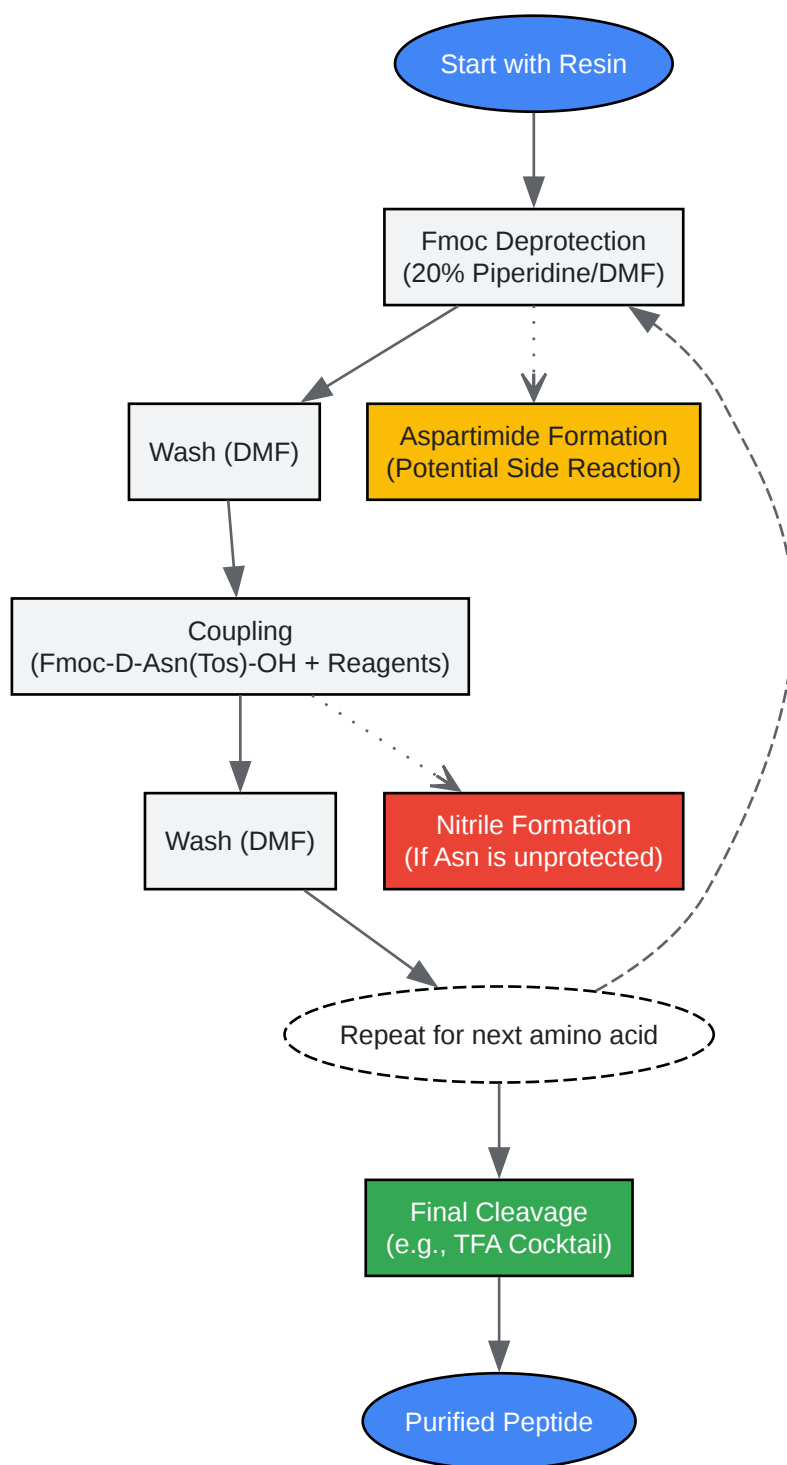 Start with Resin
Fmoc Deprotection
(20% Piperidine/DMF)
Wash (DMF)
Aspartimide Formation
(Potential Side Reaction)
Coupling
(Fmoc-D-Asn(Tos)-OH + Reagents)
Wash (DMF)
Nitrile Formation
(If Asn is unprotected)
Repeat for next amino acid
Final Cleavage
(e.g., TFA Cocktail)
Purified Peptide